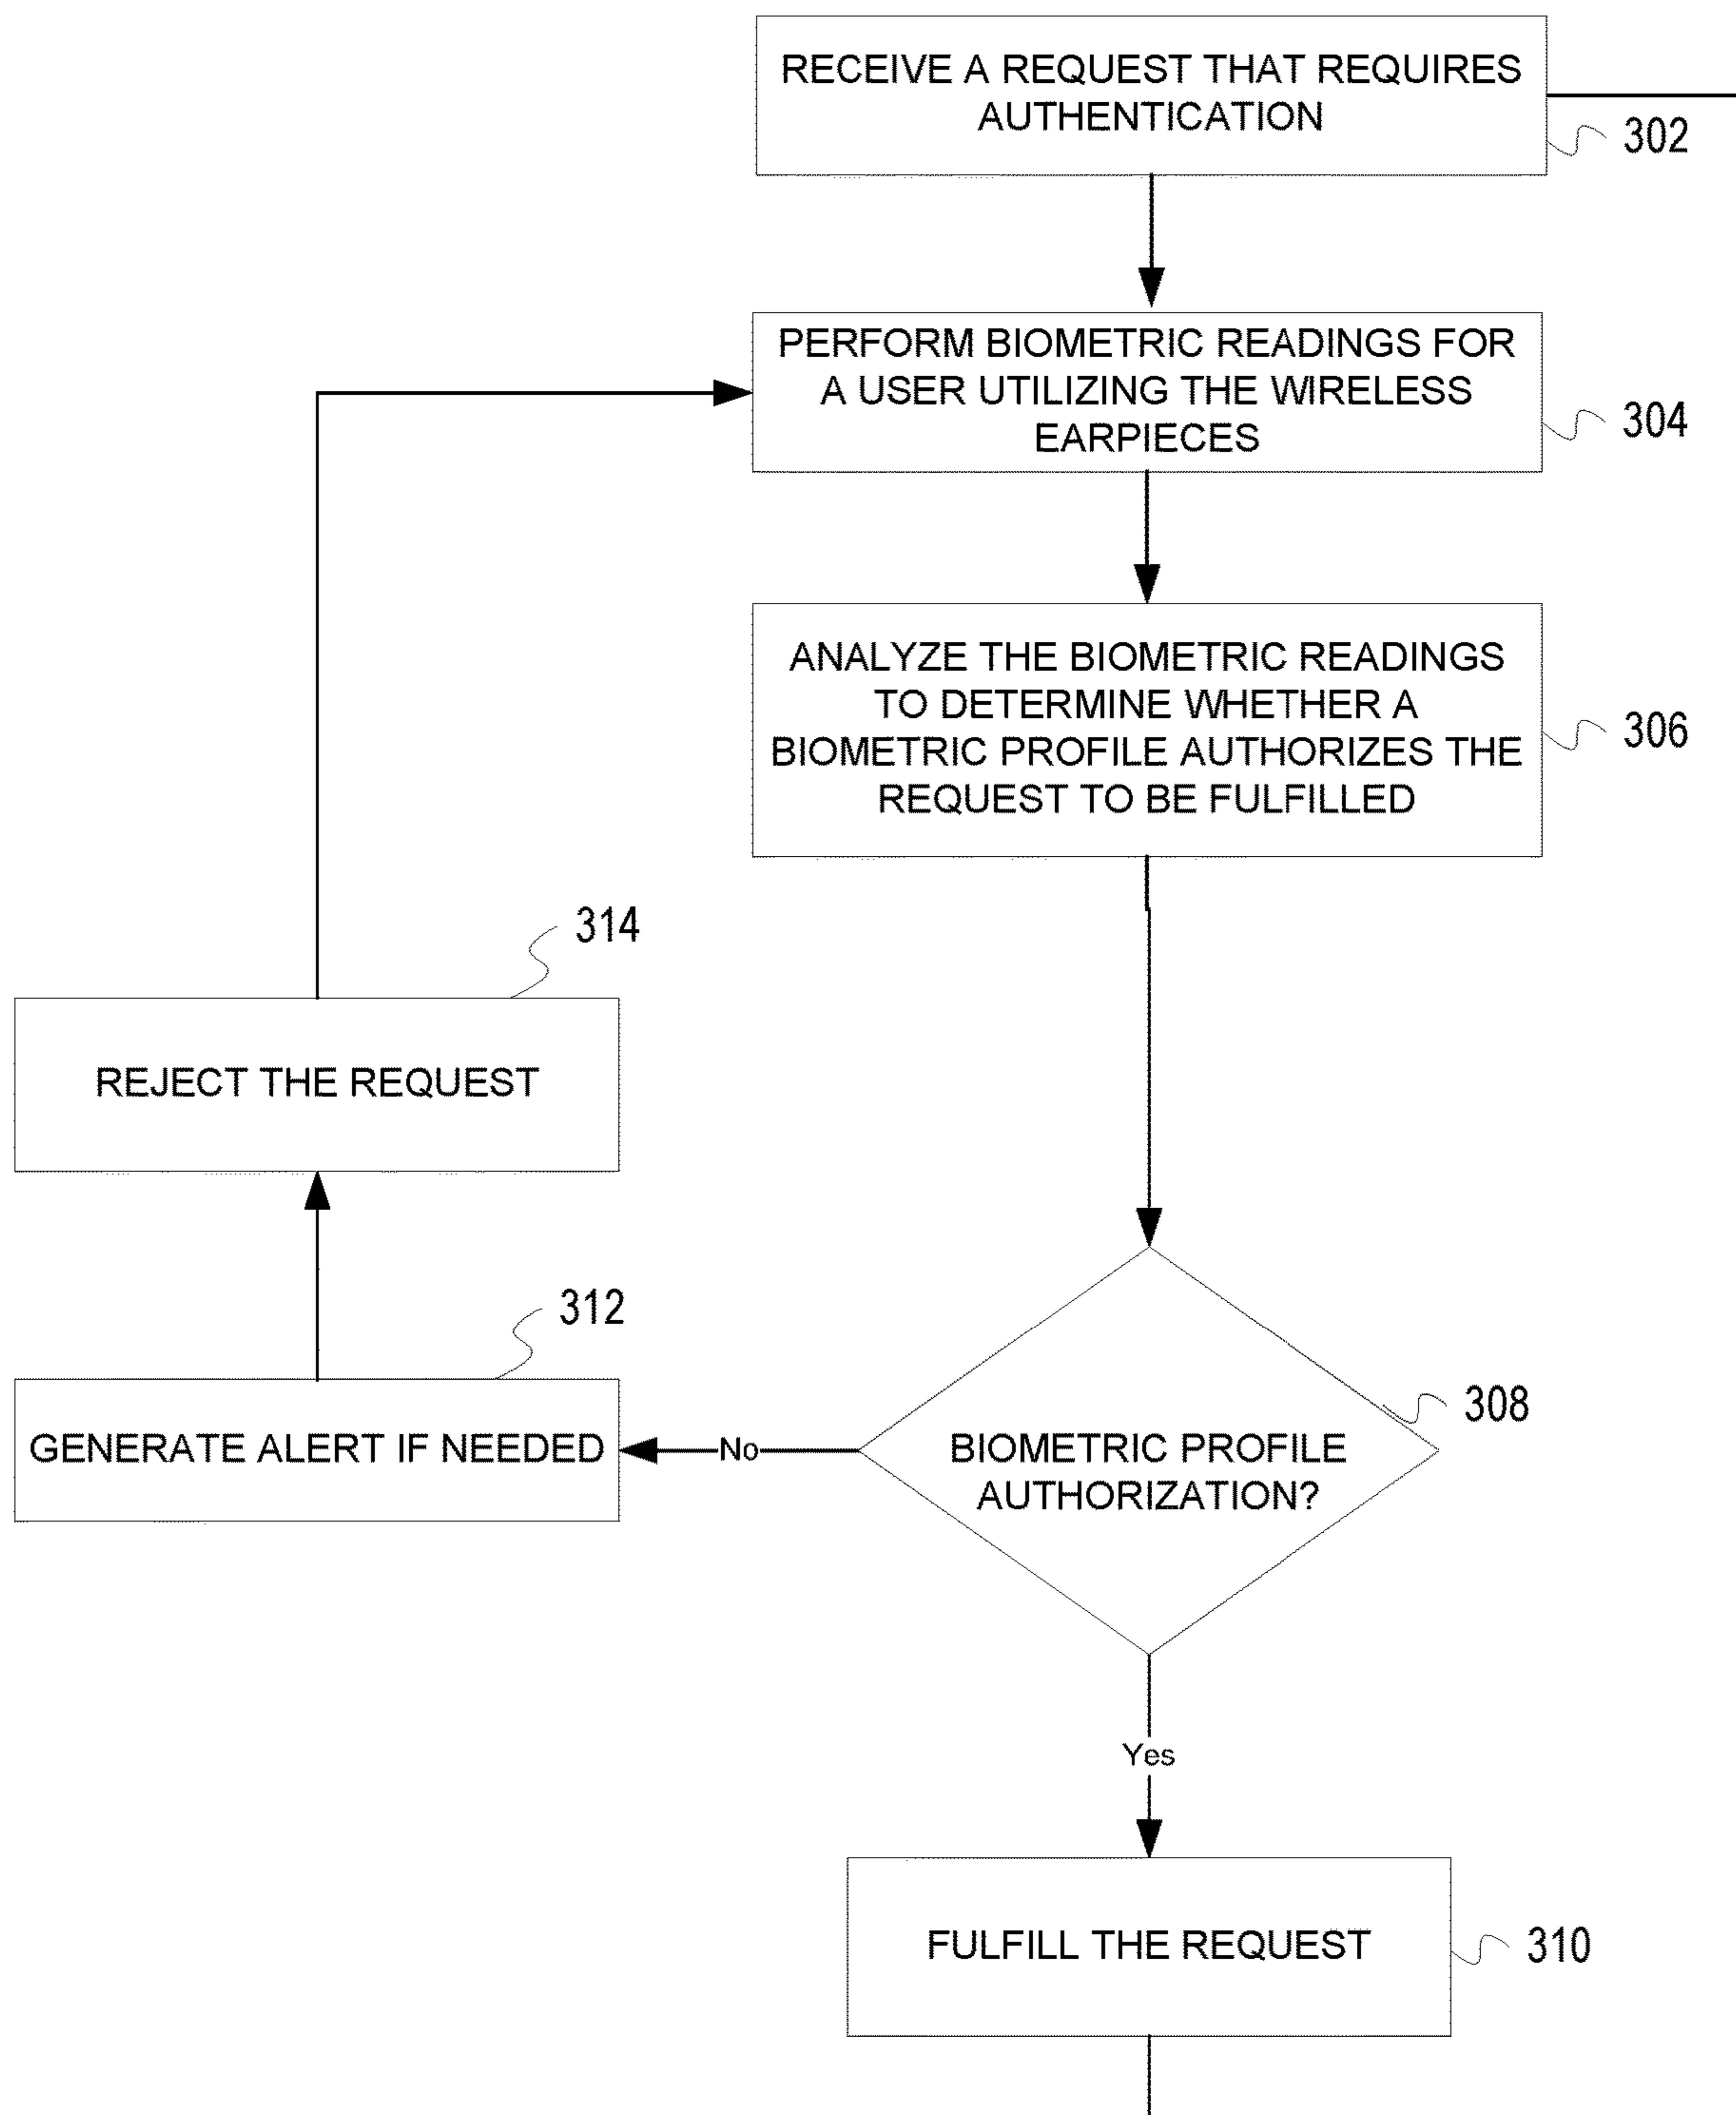 RECEIVE A REQUEST THAT REQUIRES
AUTHENTICATION
302
PERFORM BIOMETRIC READINGS FOR
A USER UTILIZING THE WIRELESS
EARPIECES
304
ANALYZE THE BIOMETRIC READINGS
TO DETERMINE WHETHER A
BIOMETRIC PROFILE AUTHORIZES THE
REQUEST TO BE FULFILLED
306
314
REJECT THE REQUEST
312
GENERATE ALERT IF NEEDED
No
308
BIOMETRIC PROFILE
AUTHORIZATION?
Yes
FULFILL THE REQUEST
310